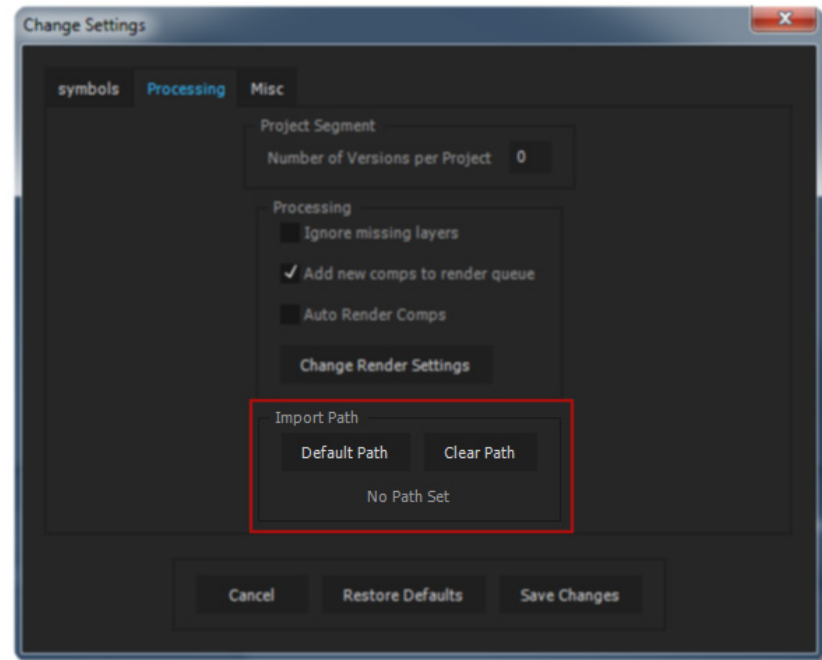 Change Settings
symbols Processing Misc
Project Segment
Number of Versions per Project 0
Processing
Ignore missing layers
Add new comps to render queue
Auto Render Comps
Change Render Settings
Import Path
Default Path Clear Path
No Path Set
Cancel Restore Defaults Save Changes